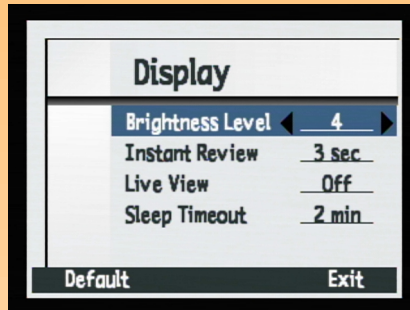 Display
Brightness Level 4
Instant Review 3 sec
Live View Off
Sleep Timeout 2 min
Default Exit